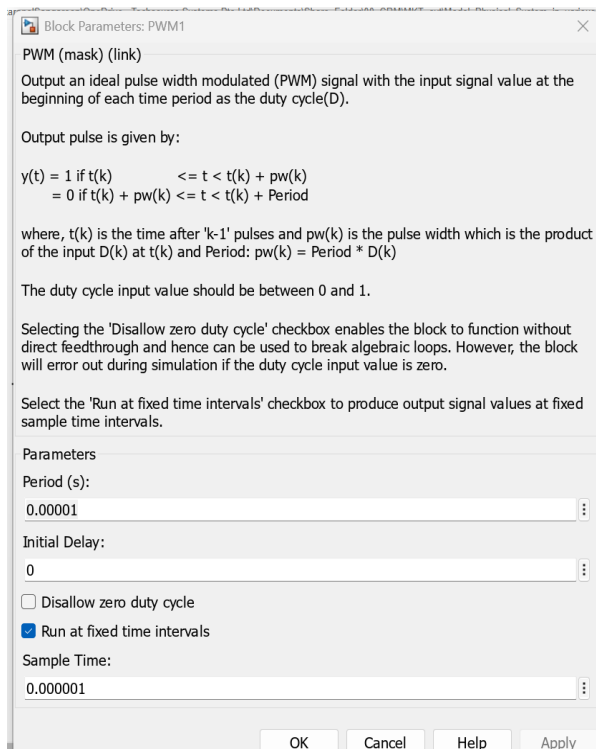 Block Parameters: PWM1
PWM (mask) (link)
Output an ideal pulse width modulated (PWM) signal with the input signal value at the
beginning of each time period as the duty cycle(D).
Output pulse is given by:
y(t) = 1 if t(k) <= t < t(k) + pw(k)
= 0 if t(k) + pw(k) <= t < t(k) + Period
where, t(k) is the time after 'k-1' pulses and pw(k) is the pulse width which is the product
of the input D(k) at t(k) and Period: pw(k) = Period * D(k)
The duty cycle input value should be between 0 and 1.
Selecting the 'Disallow zero duty cycle' checkbox enables the block to function without
direct feedthrough and hence can be used to break algebraic loops. However, the block
will error out during simulation if the duty cycle input value is zero.
Select the 'Run at fixed time intervals' checkbox to produce output signal values at fixed
sample time intervals.
Parameters
Period (s):
0.00001
Initial Delay:
0
Disallow zero duty cycle
Run at fixed time intervals
Sample Time:
0.000001
OK Cancel Help Apply